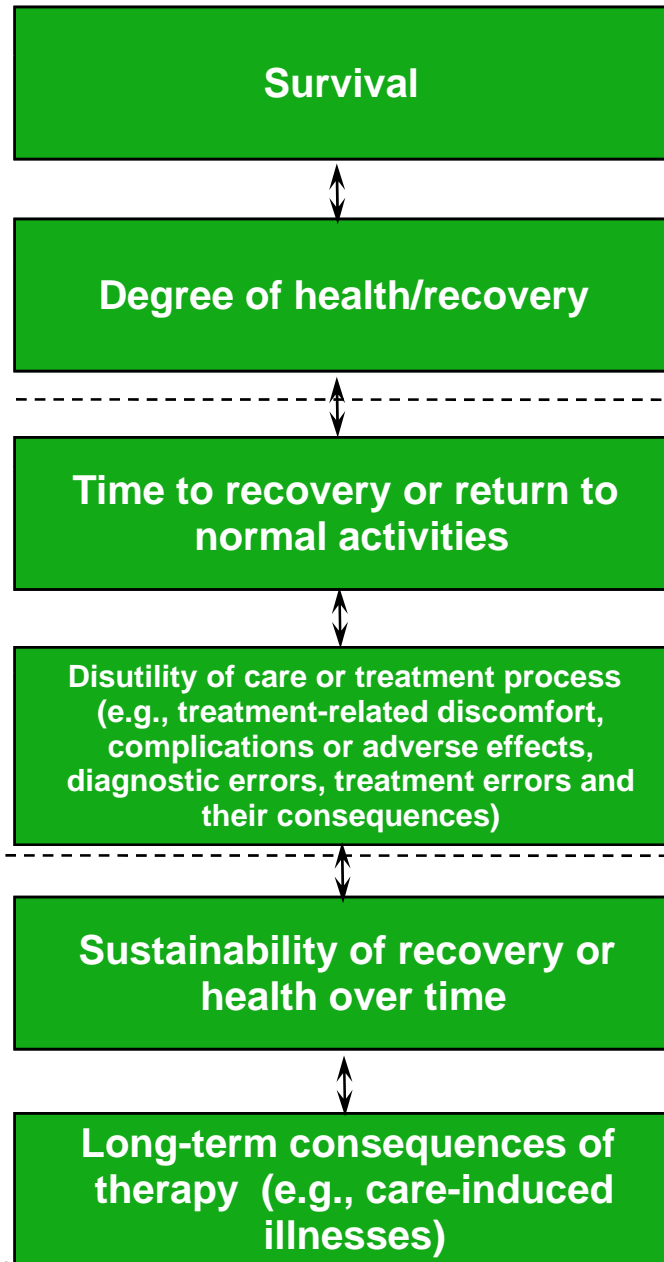 Survival
Degree of health/recovery
Time to recovery or return to
normal activities
Disutility of care or treatment process
(e.g., treatment-related discomfort,
complications or adverse effects,
diagnostic errors, treatment errors and
their consequences)
Sustainability of recovery or
health over time
Long-term consequences of
therapy  (e.g., care-induced
illnesses)